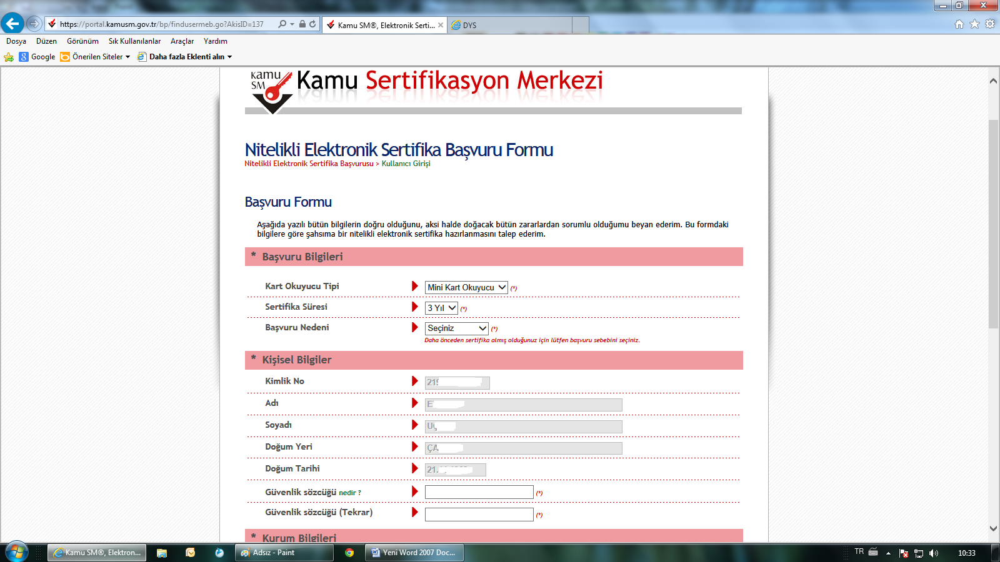 https://portal.kamusm.gov.tr/bp/findusermeb.go?AkisID=137
Kamu SM®, Elektronik Serti...
DYS
Dosya Düzen Görünüm Sık Kullanılanlar Araçlar Yardım
Google Önerilen Siteler Daha fazla Eklenti alın
kamu SM Kamu Sertifikasyon Merkezi
Nitelikli Elektronik Sertifika Başvuru Formu
Nitelikli Elektronik Sertifika Başvurusu > Kullanıcı Girişi
Başvuru Formu
Aşağıda yazılı bütün bilgilerin doğru olduğunu, aksi halde doğacak bütün zararlardan sorumlu olduğumu beyan ederim. Bu formdaki
bilgilere göre şahsıma bir nitelikli elektronik sertifika hazırlanmasını talep ederim.
* Başvuru Bilgileri
Kart Okuyucu Tipi Mini Kart Okuyucu (*)
Sertifika Süresi 3 Yıl (*)
Başvuru Nedeni Seçiniz (*)
Daha önceden sertifika almış olduğunuz için lütfen başvuru sebebini seçiniz.
* Kişisel Bilgiler
Kimlik No 219
Adı E
Soyadı UÇ
Doğum Yeri ÇA
Doğum Tarihi 21.
Güvenlik sözcüğü nedir ? (*)
Güvenlik sözcüğü (Tekrar) (*)
* Kurum Bilgileri
Kamu SM®, Elektron...
Adsız - Paint
Yeni Word 2007 Doc...
TR
10:33